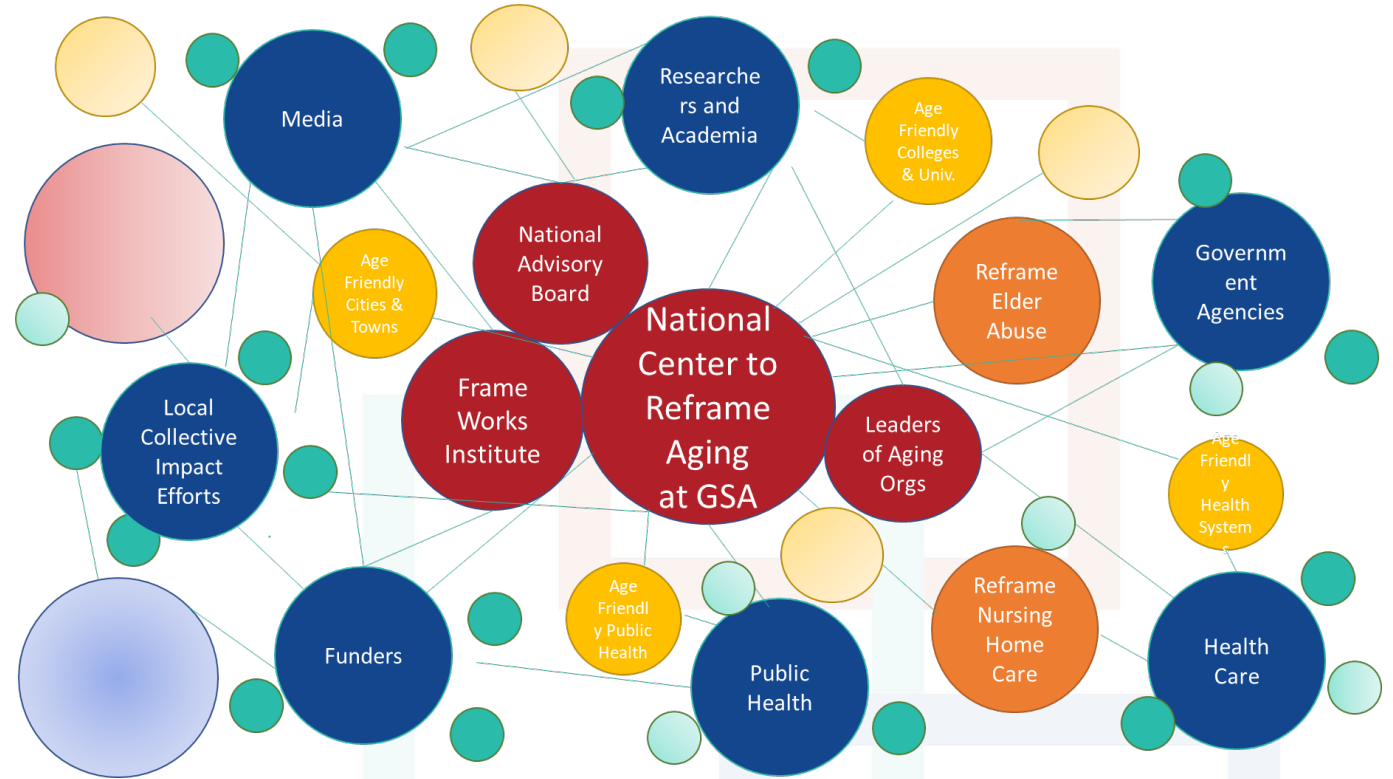 Media
Researche
rs and
Academia
Age
Friendly
Colleges
& Univ.
National
Advisory
Board
Age
Friendly
Cities &
Towns
Reframe
Elder
Abuse
Governm
ent
Agencies
National
Center to
Reframe
Aging
at GSA
Frame
Works
Institute
Leaders
of Aging
Orgs
Local
Collective
Impact
Efforts
Age
Friendl
y
Health
System
s
Funders
Age
Friendl
y Public
Health
Public
Health
Reframe
Nursing
Home
Care
Health
Care